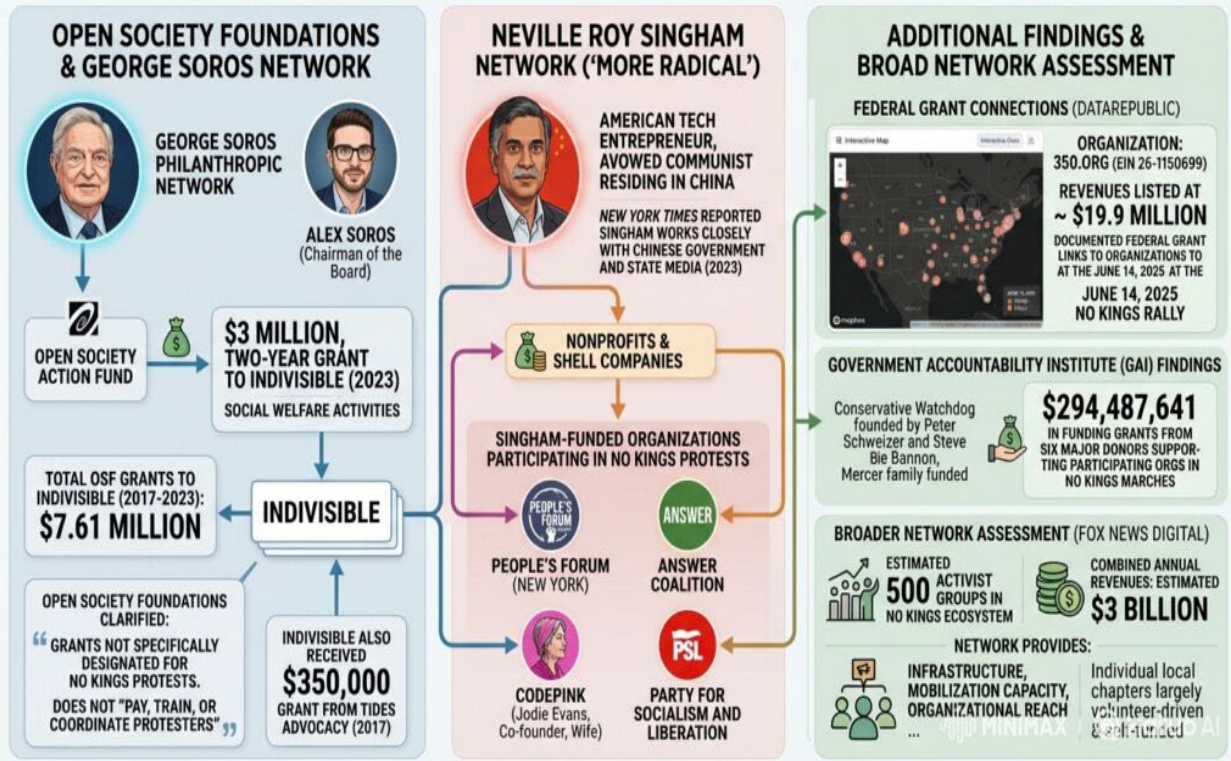 OPEN SOCIETY FOUNDATIONS
& GEORGE SOROS NETWORK
GEORGE SOROS
PHILANTHROPIC
NETWORK
ALEX SOROS
(Chairman of the
Board)
OPEN SOCIETY
ACTION FUND
$
$3 MILLION,
TWO-YEAR GRANT
TO INDIVISIBLE (2023)
SOCIAL WELFARE ACTIVITIES
TOTAL OSF GRANTS TO
INDIVISIBLE (2017-2023):
$7.61 MILLION
INDIVISIBLE
OPEN SOCIETY FOUNDATIONS
CLARIFIED:
“GRANTS NOT SPECIFICALLY
DESIGNATED FOR
NO KINGS PROTESTS.
DOES NOT "PAY, TRAIN, OR
COORDINATE PROTESTERS"”
INDIVISIBLE ALSO
RECEIVED
$350,000
GRANT FROM TIDES
ADVOCACY (2017)
NEVILLE ROY SINGHAM
NETWORK (‘MORE RADICAL’)
AMERICAN TECH
ENTREPRENEUR,
AVOWED COMMUNIST
RESIDING IN CHINA
NEW YORK TIMES REPORTED
SINGHAM WORKS CLOSELY
WITH CHINESE GOVERNMENT
AND STATE MEDIA (2023)
$
NONPROFITS &
SHELL COMPANIES
SINGHAM-FUNDED ORGANIZATIONS
PARTICIPATING IN NO KINGS PROTESTS
PEOPLE'S
FORUM
PEOPLE'S FORUM
(NEW YORK)
ANSWER
ANSWER
COALITION
CODEPINK
(Jodie Evans,
Co-founder, Wife)
PSL
PARTY FOR
SOCIALISM AND
LIBERATION
ADDITIONAL FINDINGS &
BROAD NETWORK ASSESSMENT
FEDERAL GRANT CONNECTIONS (DATAREPUBLIC)
Interactive Map
Interactive Data
mapbox
ORGANIZATION:
350.ORG (EIN 26-1150699)
REVENUES LISTED AT
~ $19.9 MILLION
DOCUMENTED FEDERAL GRANT
LINKS TO ORGANIZATIONS TO
AT THE JUNE 14, 2025 AT THE
JUNE 14, 2025
NO KINGS RALLY
GOVERNMENT ACCOUNTABILITY INSTITUTE (GAI) FINDINGS
Conservative Watchdog
founded by Peter
Schweizer and Steve
Bie Bannon,
Mercer family funded
$
$294,487,641
IN FUNDING GRANTS FROM
SIX MAJOR DONORS SUPPOR-
TING PARTICIPATING ORGS IN
NO KINGS MARCHES
BROADER NETWORK ASSESSMENT (FOX NEWS DIGITAL)
ESTIMATED
500 ACTIVIST
GROUPS IN
NO KINGS ECOSYSTEM
$
COMBINED ANNUAL
REVENUES: ESTIMATED
$3 BILLION
NETWORK PROVIDES:
INFRASTRUCTURE,
MOBILIZATION CAPACITY,
ORGANIZATIONAL REACH
...
Individual local
chapters largely
volunteer-driven
& self-funded
MINIMAX
AI